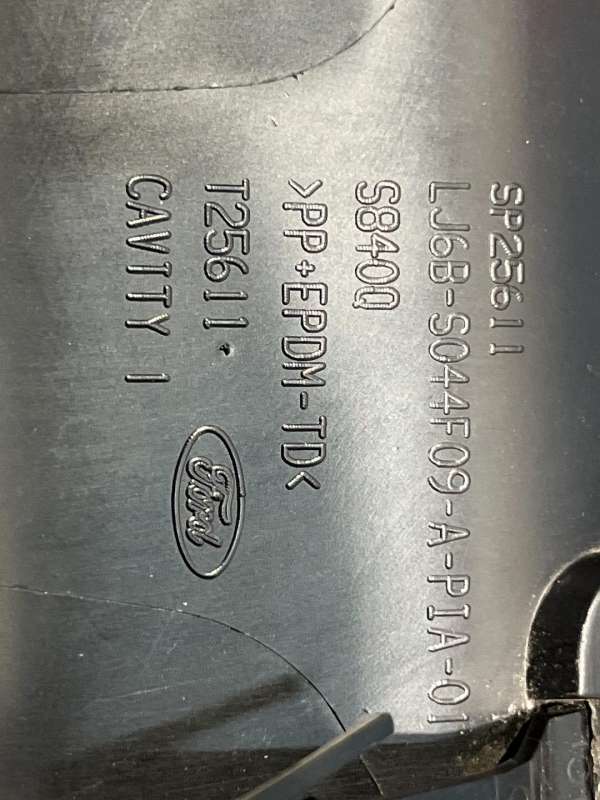 SP25611
LJ6B-S044F09-A-PIA-01
S840Q
>PP+EPDM-TD<
T25611
CAVITY 1
Ford